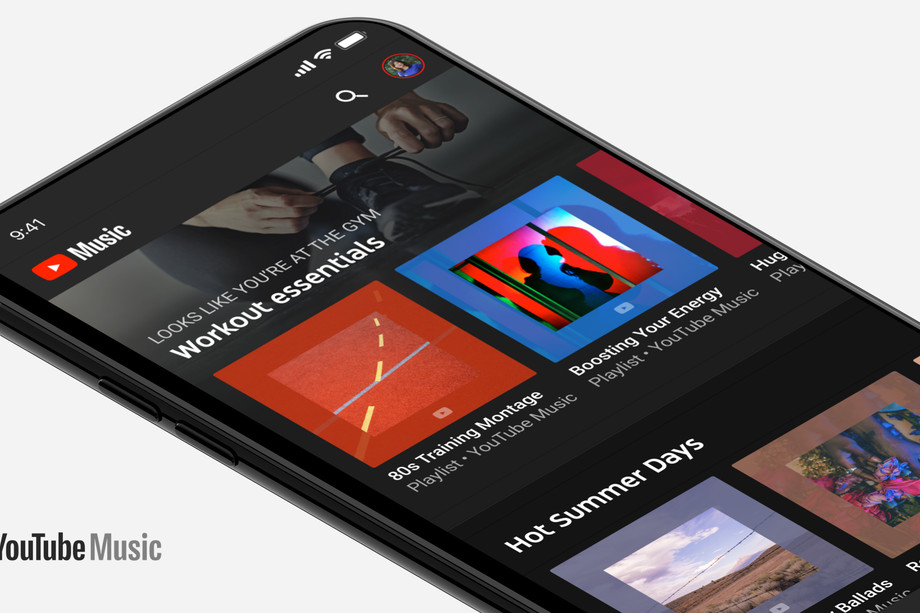 9:41
Music
LOOKS LIKE YOU'RE AT THE GYM
Workout essentials
80s Training Montage
Playlist • YouTube Music
Boosting Your Energy
Playlist • YouTube Music
Hug
Play
Hot Summer Days
Ballads
Music
YouTube Music